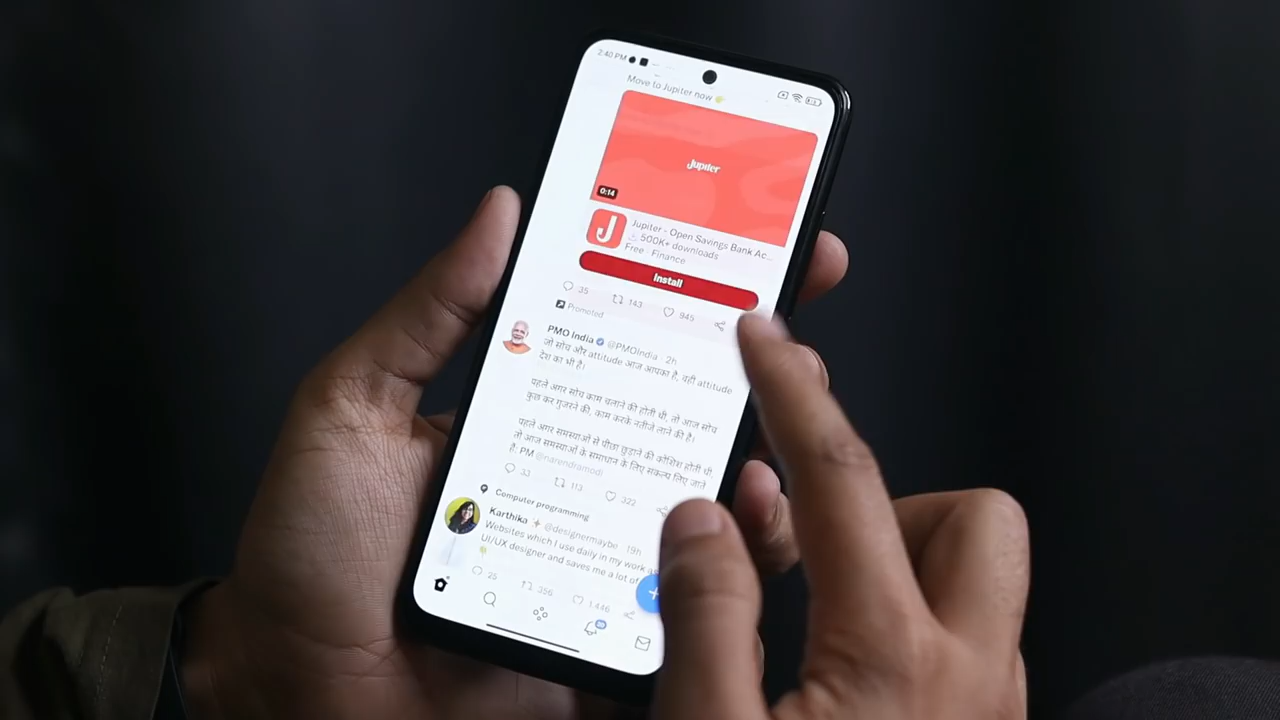 2:40 PM
Move to Jupiter now
Jupiter
0:14
J
Jupiter - Open Savings Bank Ac...
500K+ downloads
Free · Finance
Install
35 143 945
Promoted
PMO India @PMOIndia · 2h
जो सोच और attitude आज आपका है, वही attitude
देश का भी है।
पहले अगर सोच काम चलाने की होती थी, तो आज सोच
कुछ कर गुजरने की, काम करके नतीजे लाने की है।
पहले अगर समस्याओं से पीछा छुड़ाने की कोशिश होती थी,
तो आज समस्याओं के समाधान के लिए संकल्प लिए जाते
हैं: PM @narendramodi
33 113 322
Computer programming
Karthika @designermaybe · 19h
Websites which I use daily in my work as
UI/UX designer and saves me a lot of
25 356 1,446